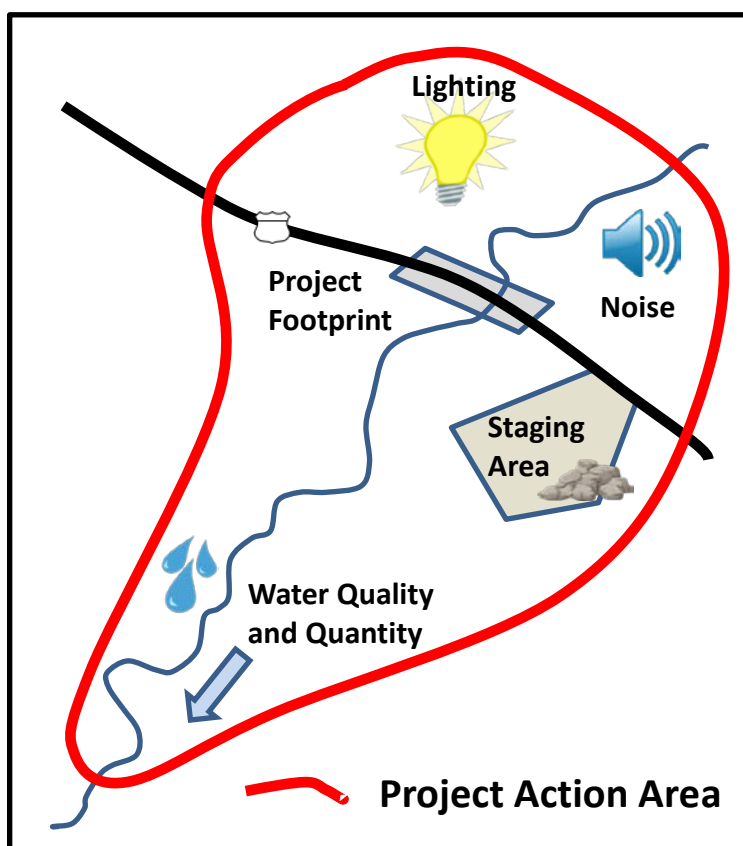 Lighting
Project
Footprint
Noise
Staging
Area
Water Quality
and Quantity
Project Action Area